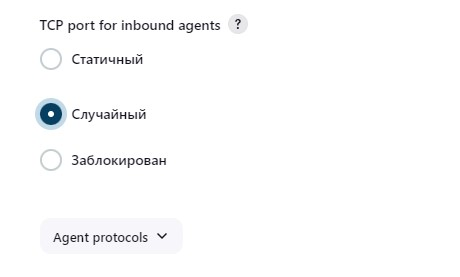 TCP port for inbound agents ?
Статичный
Случайный
Заблокирован
Agent protocols